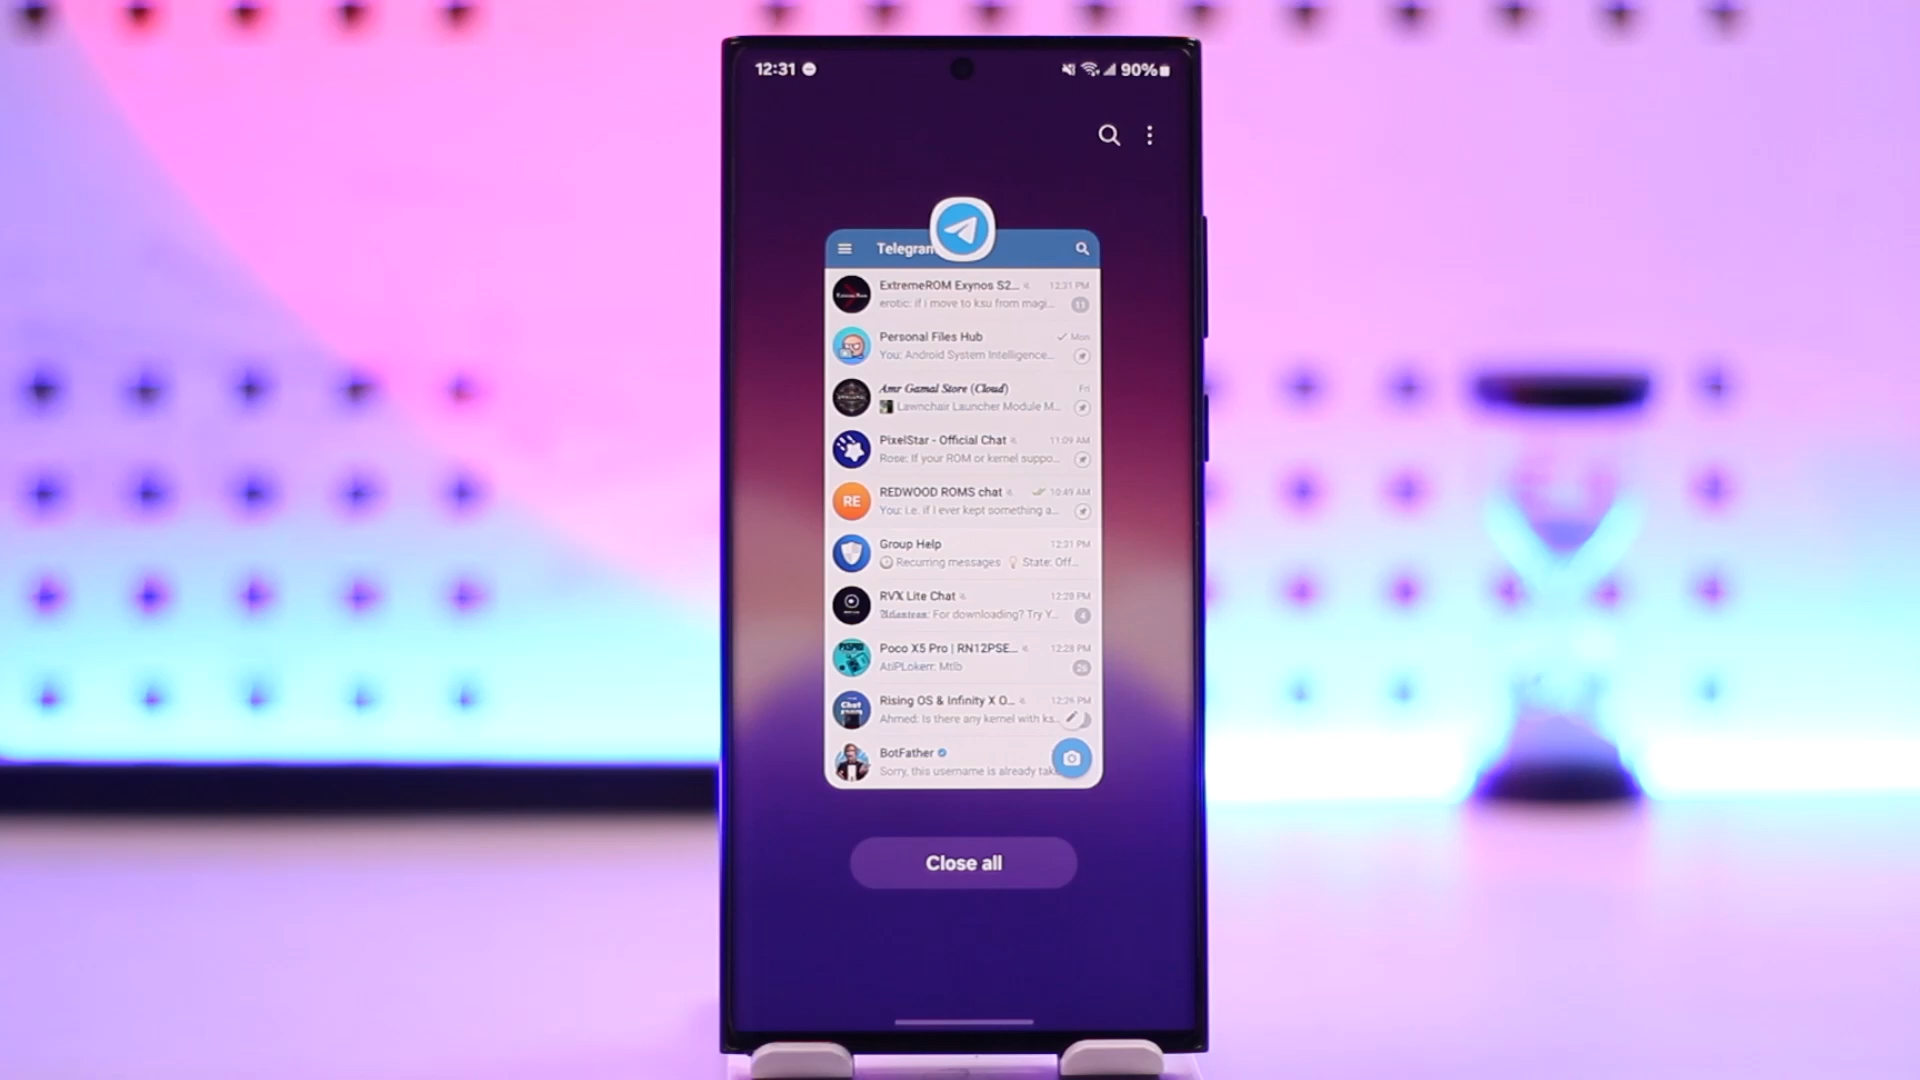 12:31 90%
Telegram
ExtremeROM Exynos S2... 12:31 PM
erotic: if i move to ksu from magi... 11
Personal Files Hub Mon
You: Android System Intelligence...
Amr Gamal Store (Cloud) Fri
Lawnchair Launcher Module M...
PixelStar - Official Chat 11:09 AM
Rose: If your ROM or kernel suppo...
RE
REDWOOD ROMS chat 10:49 AM
You: i.e. if I ever kept something a...
Group Help 12:31 PM
Recurring messages State: Off...
RVX Lite Chat 12:29 PM
For downloading? Try Y... 4
Poco X5 Pro | RN12PSE... 12:28 PM
AtiPLokerr: Mtlb 26
Rising OS & Infinity X O... 12:26 PM
Ahmed: Is there any kernel with ks...
BotFather
Sorry, this username is already tak
Close all